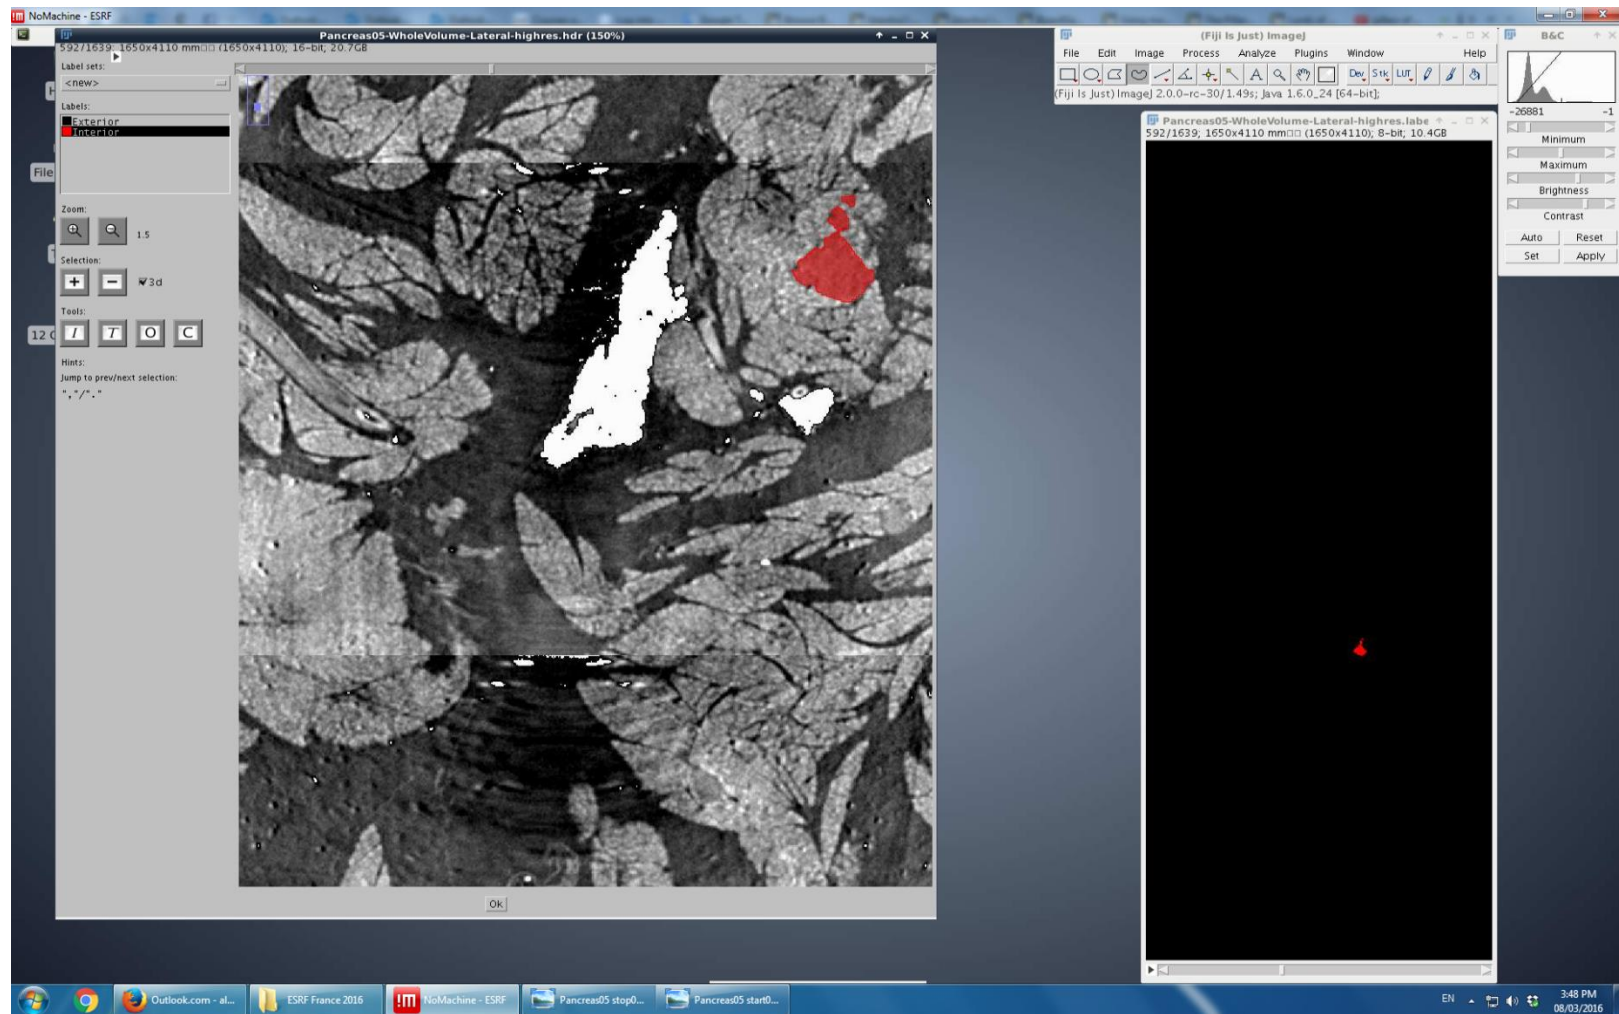 NoMachine - ESRF
Pancreas05-WholeVolume-Lateral-highres.hdr (150%)
592/1639; 1650x4110 mm□□ (1650x4110); 16-bit; 20.7GB
Label sets:
<new>
Labels:
Exterior
Interior
Zoom:
1.5
Selection:
3d
Tools:
I T O C
Hints:
Jump to prev/next selection:
","/"."
Ok
File
12
(Fiji Is Just) ImageJ
File Edit Image Process Analyze Plugins Window Help
A Dev Stk LUT
(Fiji Is Just) ImageJ 2.0.0-rc-30/1.49s; Java 1.6.0_24 [64-bit];
Pancreas05-WholeVolume-Lateral-highres.labe
592/1639; 1650x4110 mm□□ (1650x4110); 8-bit; 10.4GB
B&C
-26881 -1
Minimum
Maximum
Brightness
Contrast
Auto Reset
Set Apply
Outlook.com - al...
ESRF France 2016
NoMachine - ESRF
Pancreas05 stop0...
Pancreas05 start0...
EN
3:48 PM
08/03/2016